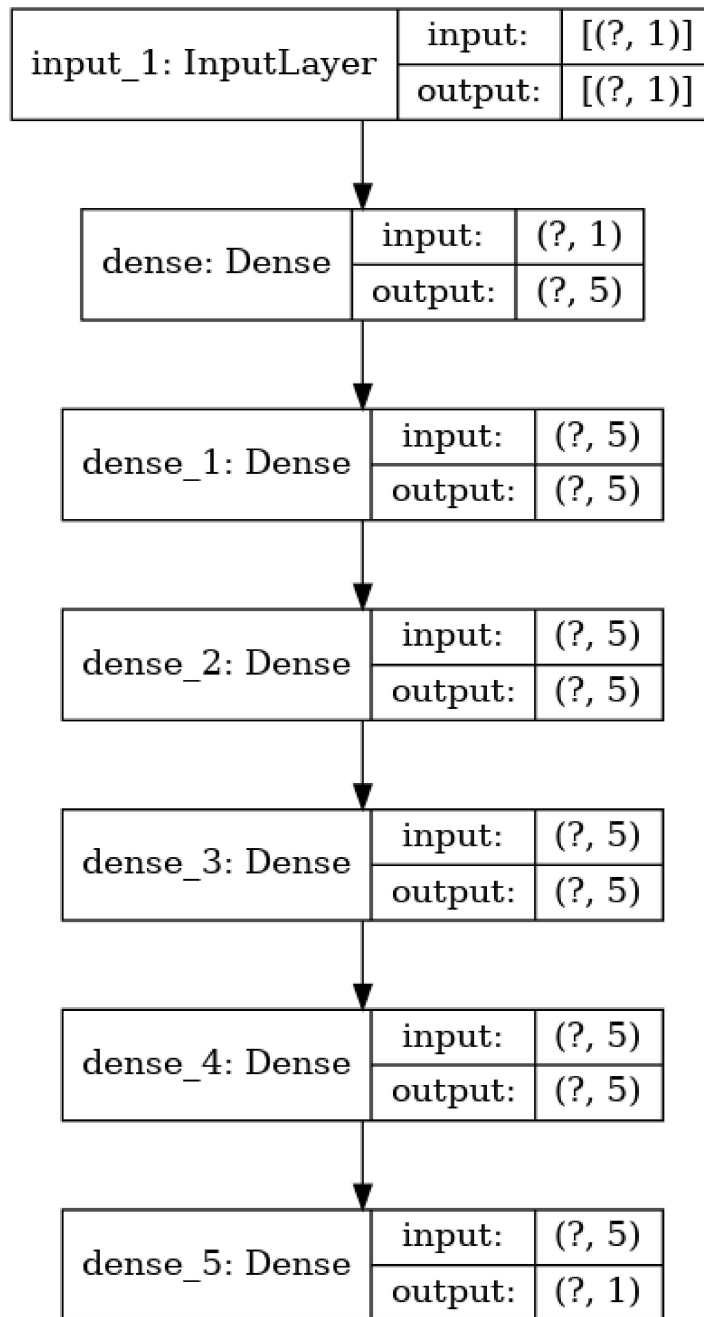 input_1: InputLayer
input: [(?, 1)]
output: [(?, 1)]
dense: Dense
input: (?, 1)
output: (?, 5)
dense_1: Dense
input: (?, 5)
output: (?, 5)
dense_2: Dense
input: (?, 5)
output: (?, 5)
dense_3: Dense
input: (?, 5)
output: (?, 5)
dense_4: Dense
input: (?, 5)
output: (?, 5)
dense_5: Dense
input: (?, 5)
output: (?, 1)